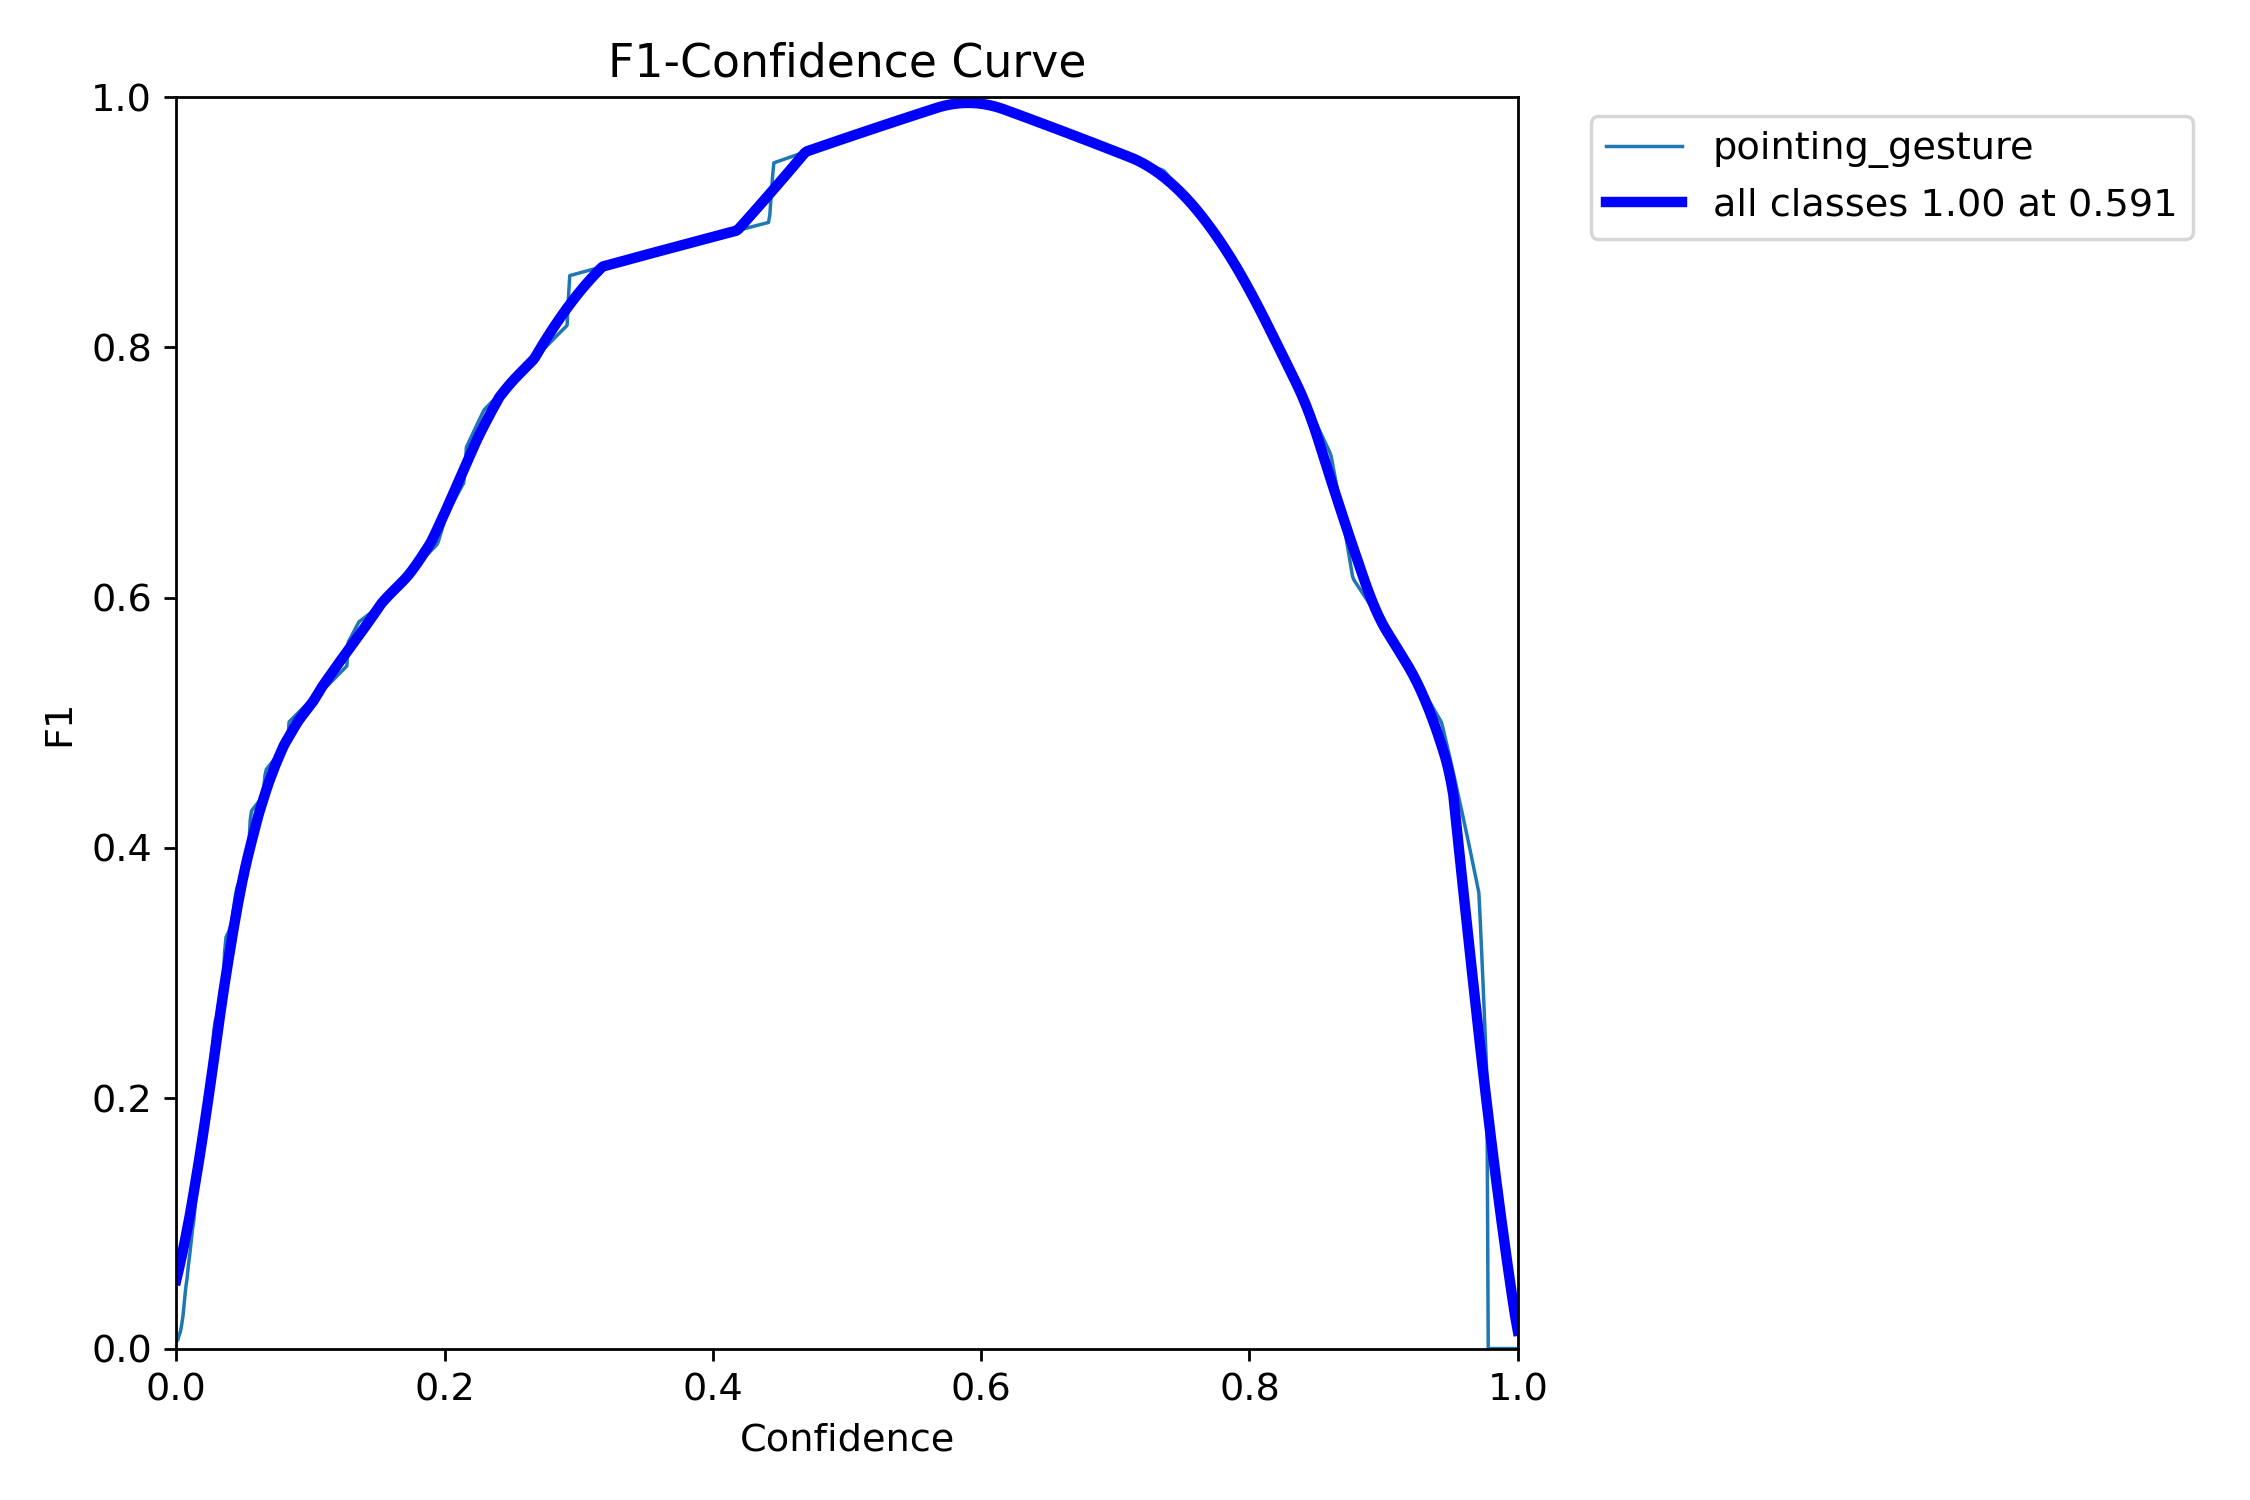 F1-Confidence Curve
pointing_gesture
all classes 1.00 at 0.591
1.0
0.8
0.6
0.4
0.2
0.0
F1
0.0 0.2 0.4 0.6 0.8 1.0
Confidence